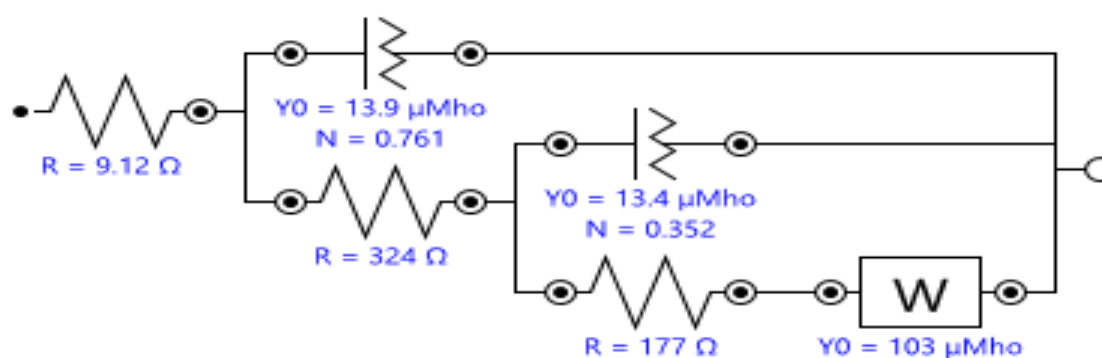 Y0 = 13.9 µMho
N = 0.761
R = 9.12 Ω
Y0 = 13.4 µMho
N = 0.352
R = 324 Ω
W
R = 177 Ω
Y0 = 103 µMho